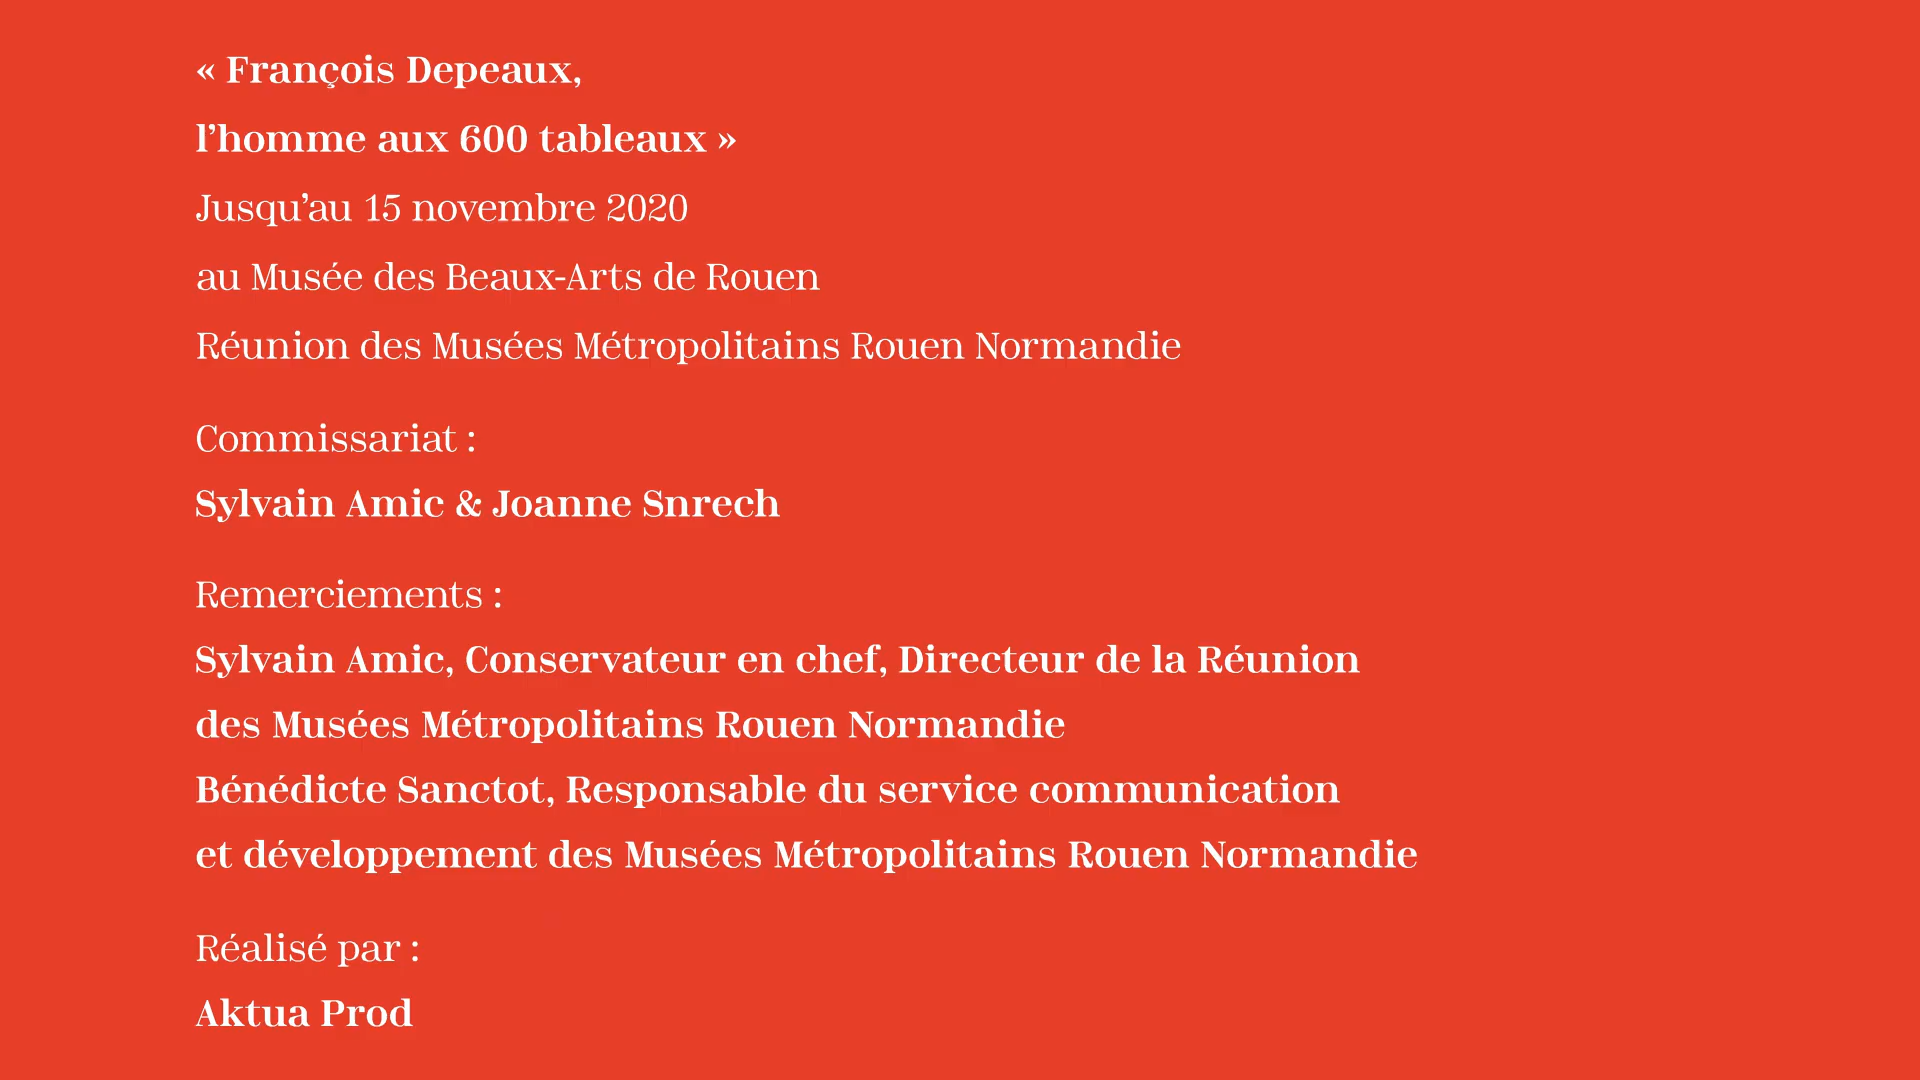 « François Depeaux,
l’homme aux 600 tableaux »
Jusqu’au 15 novembre 2020
au Musée des Beaux-Arts de Rouen
Réunion des Musées Métropolitains Rouen Normandie
Commissariat :
Sylvain Amic & Joanne Snrech
Remerciements :
Sylvain Amic, Conservateur en chef, Directeur de la Réunion
des Musées Métropolitains Rouen Normandie
Bénédicte Sanctot, Responsable du service communication
et développement des Musées Métropolitains Rouen Normandie
Réalisé par :
Aktua Prod